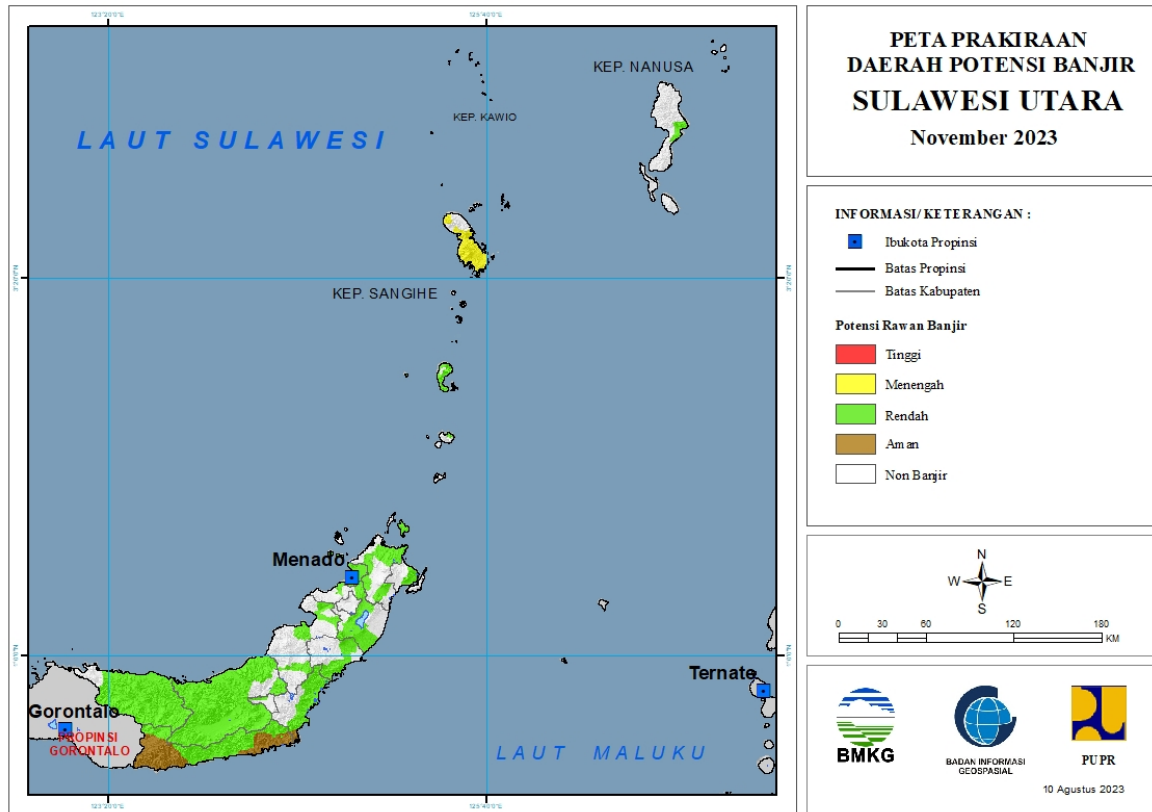 PETA PRAKIRAAN
DAERAH POTENSI BANJIR
SULAWESI UTARA
November 2023
INFORMASI/ KETERANGAN :
Ibukota Propinsi
Batas Propinsi
Batas Kabupaten
Potensi Rawan Banjir
Tinggi
Menengah
Rendah
Aman
Non Banjir
N
W E
S
0 30 60 120 180
KM
BMKG
BADAN INFORMASI
GEOSPASIAL
PUPR
10 Agustus 2023
KEP. NANUSA
KEP. KAWIO
LAUT SULAWESI
KEP. SANGIHE
Menado
Ternate
Gorontalo
PROPINSI
GORONTALO
LAUT MALUKU